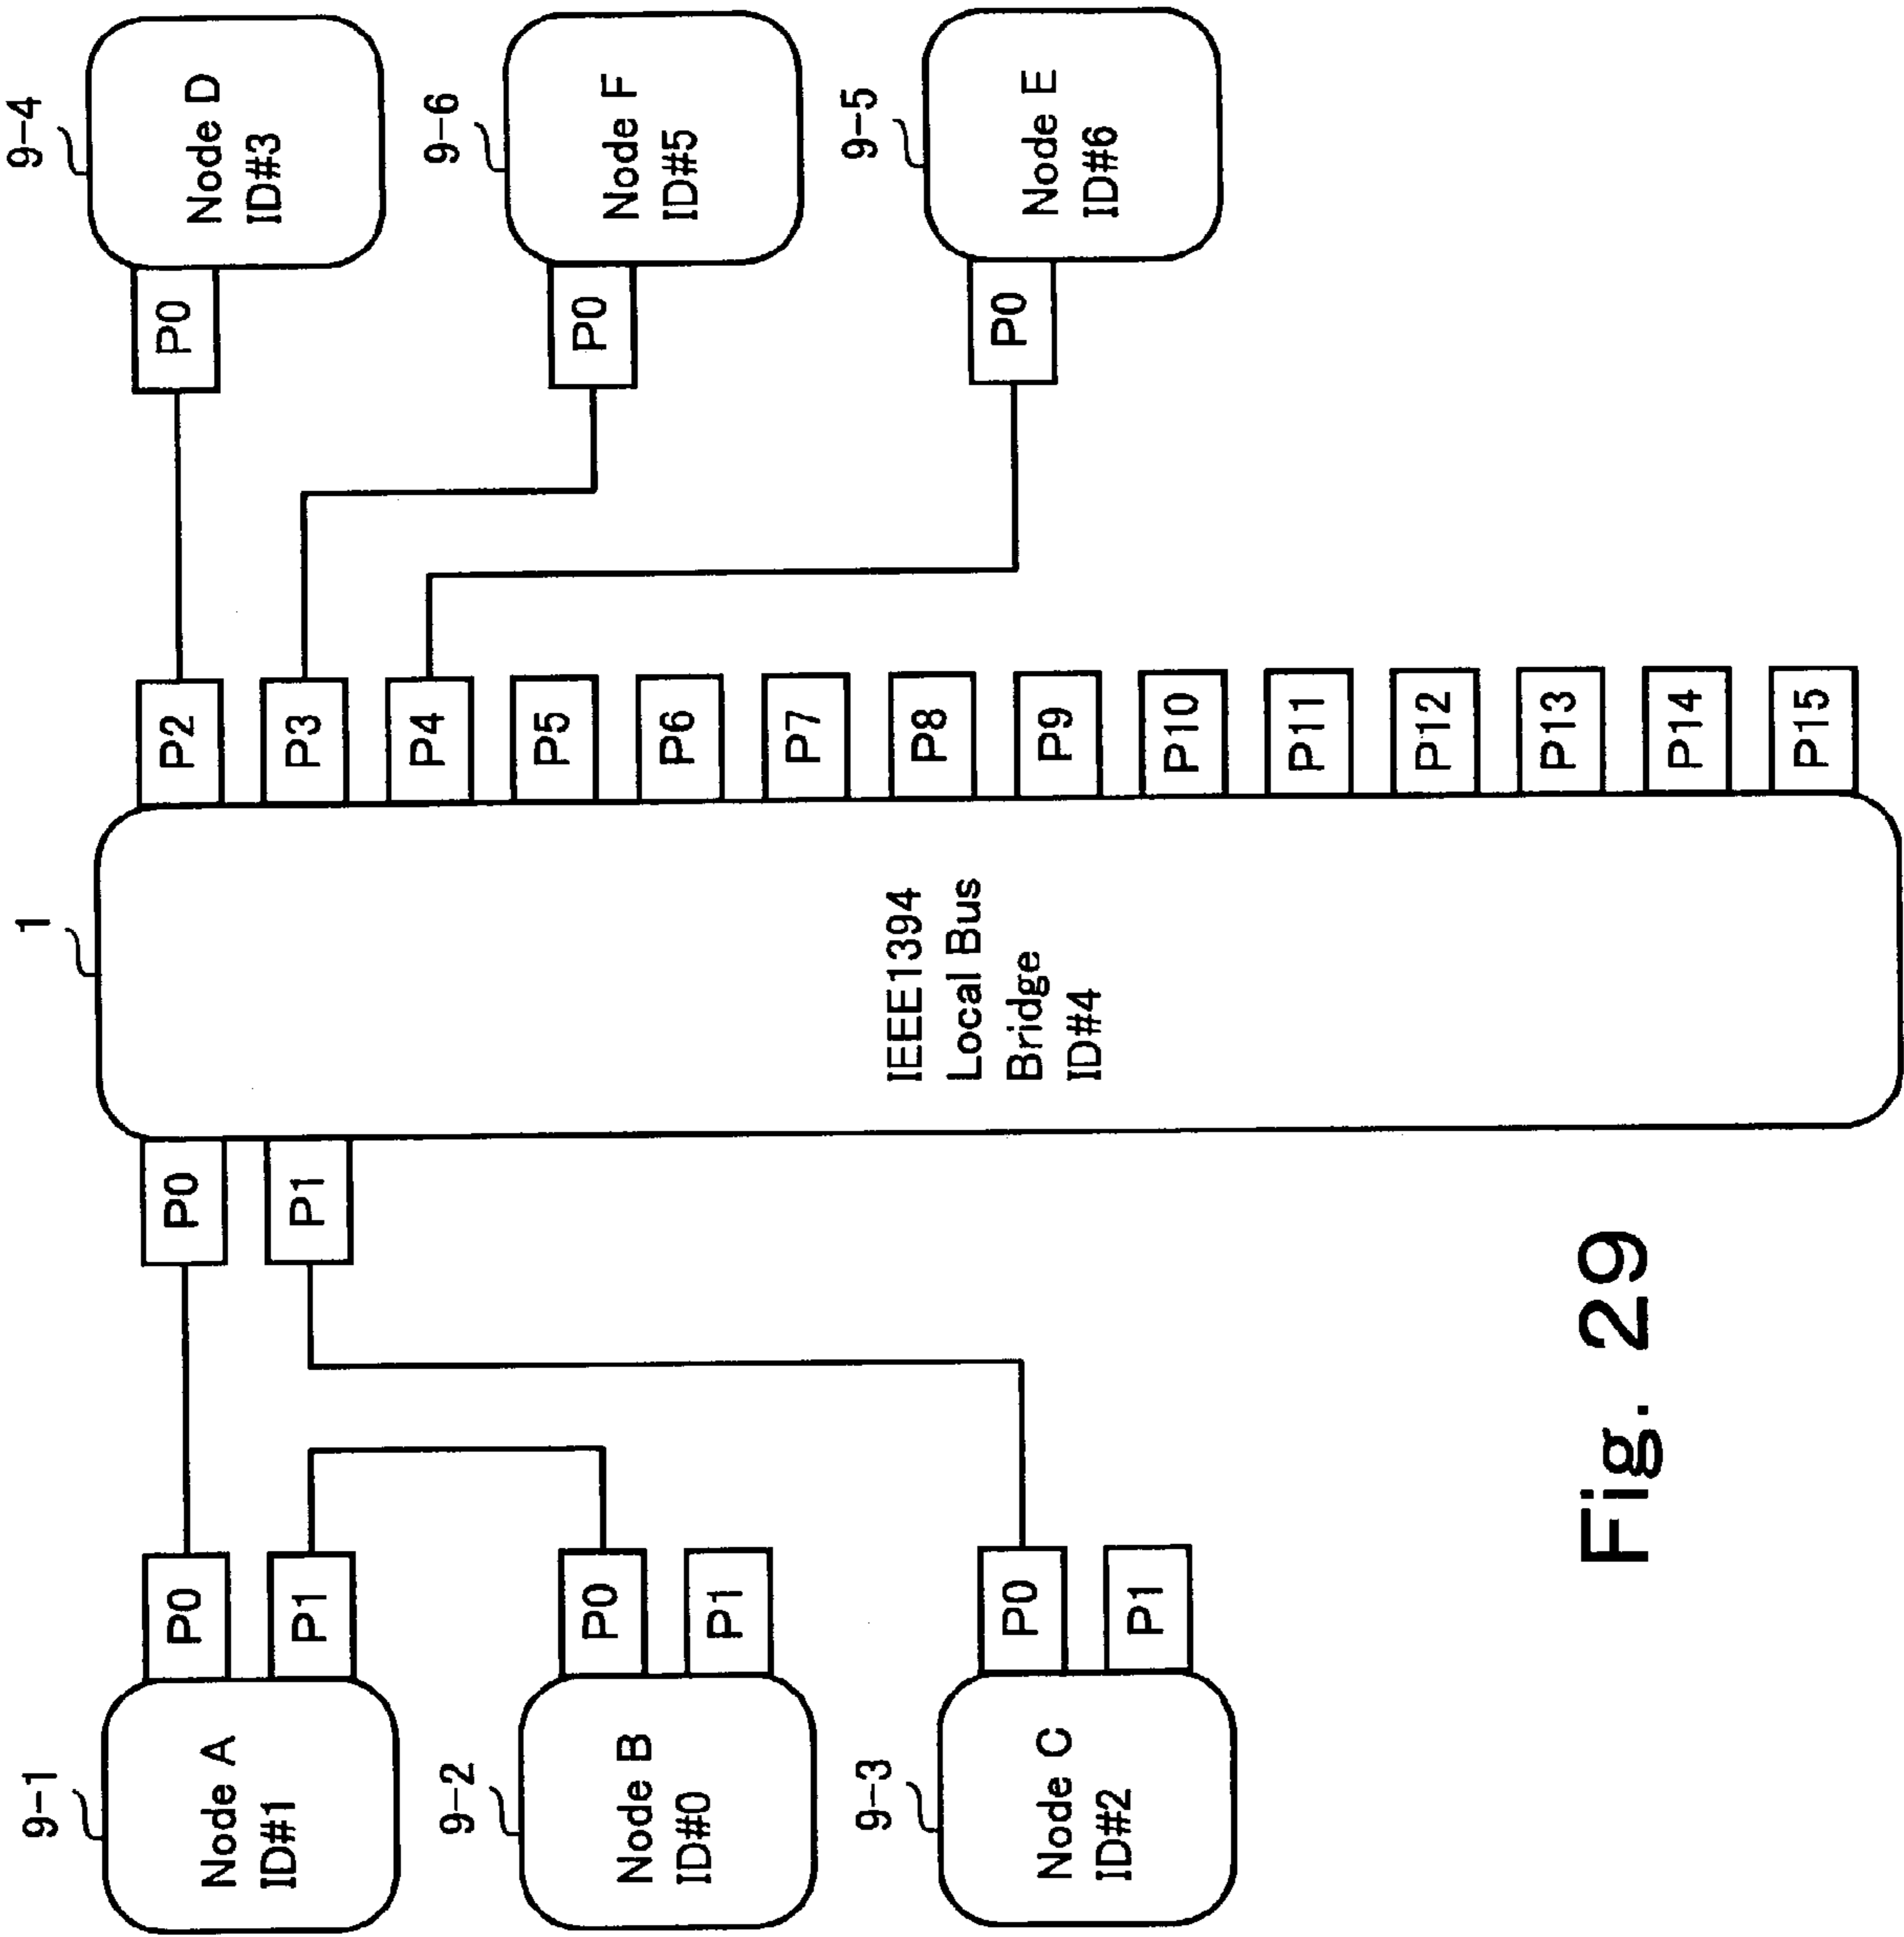 9-1
Node A
ID#1
P0
P1
9-2
Node B
ID#0
P0
P1
9-3
Node C
ID#2
P0
P1
1
P0
P1
IEEE1394
Local Bus
Bridge
ID#4
P2
P3
P4
P5
P6
P7
P8
P9
P10
P11
P12
P13
P14
P15
9-4
P0
Node D
ID#3
9-6
P0
Node F
ID#5
9-5
P0
Node E
ID#6
Fig. 29